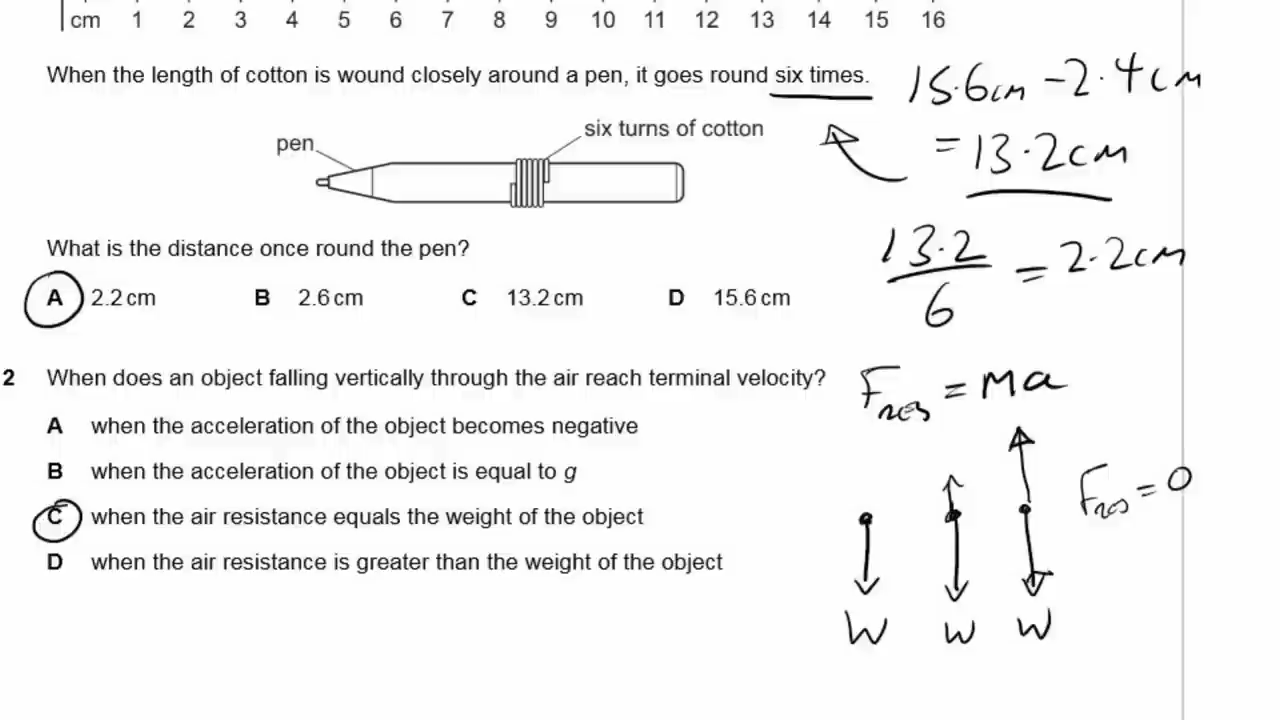 cm 1 2 3 4 5 6 7 8 9 10 11 12 13 14 15 16
When the length of cotton is wound closely around a pen, it goes round six times.
15.6cm - 2.4cm
= 13.2cm
pen
six turns of cotton
13.2
6
= 2.2cm
What is the distance once round the pen?
A 2.2 cm B 2.6 cm C 13.2 cm D 15.6 cm
2 When does an object falling vertically through the air reach terminal velocity?
Fres = ma
A when the acceleration of the object becomes negative
B when the acceleration of the object is equal to g
Fres = 0
C when the air resistance equals the weight of the object
D when the air resistance is greater than the weight of the object
W W W